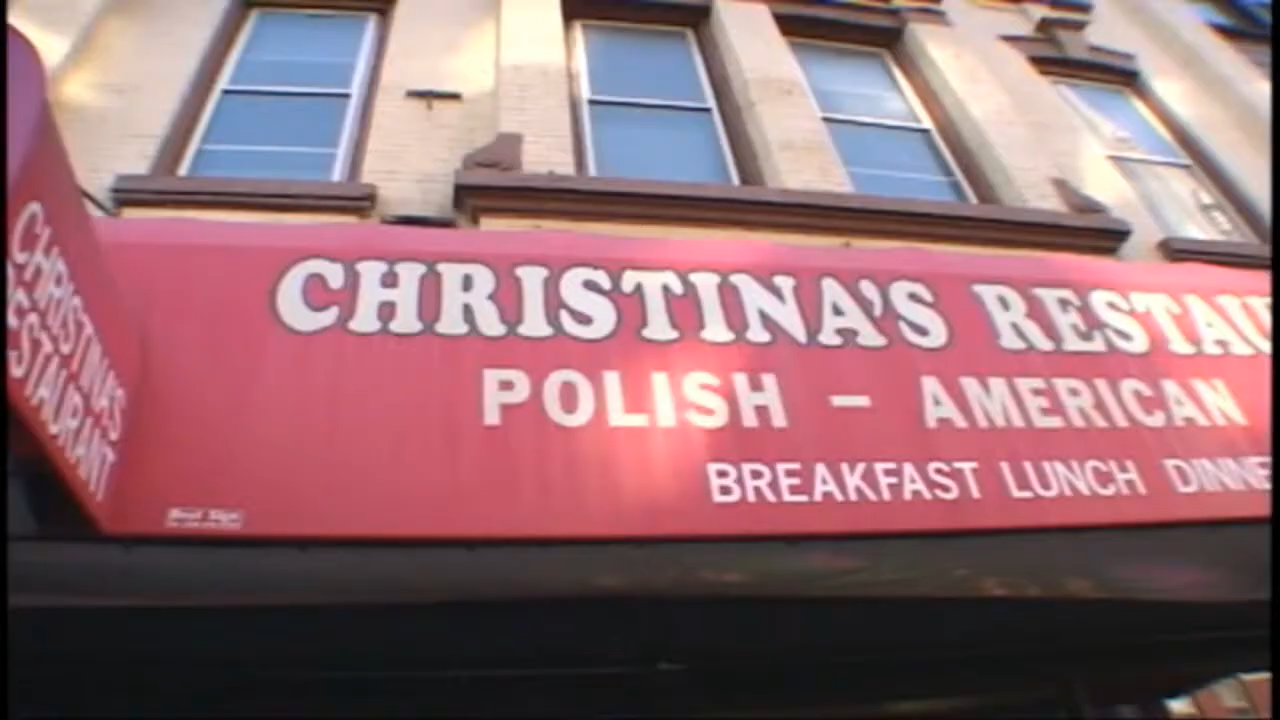 CHRISTINA'S
RESTAURANT
CHRISTINA'S RESTAU
POLISH - AMERICAN
BREAKFAST LUNCH DINNE